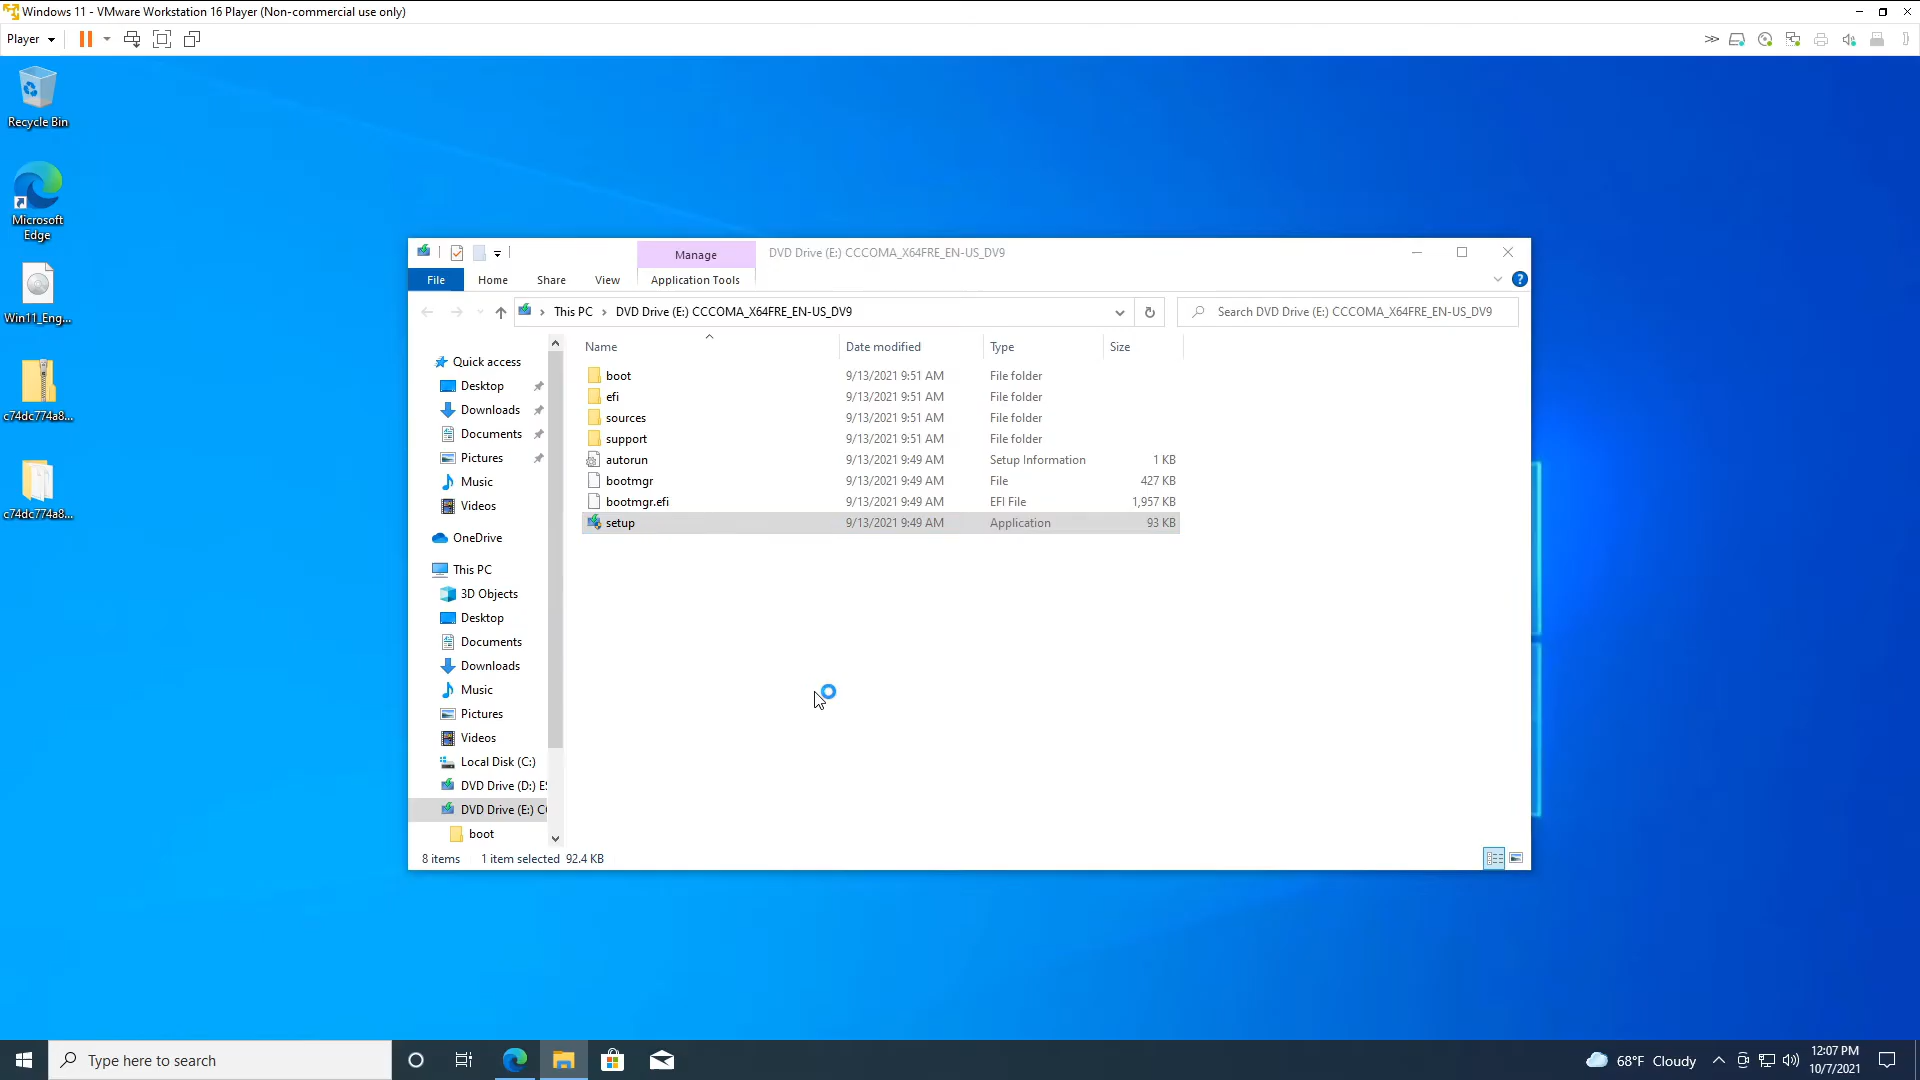 Windows 11 - VMware Workstation 16 Player (Non-commercial use only)
Player
Recycle Bin
Microsoft
Edge
Win11_Eng...
c74dc774a8...
c74dc774a8...
Manage
DVD Drive (E:) CCCOMA_X64FRE_EN-US_DV9
File
Home
Share
View
Application Tools
This PC
DVD Drive (E:) CCCOMA_X64FRE_EN-US_DV9
Search DVD Drive (E:) CCCOMA_X64FRE_EN-US_DV9
Quick access
Desktop
Downloads
Documents
Pictures
Music
Videos
OneDrive
This PC
3D Objects
Desktop
Documents
Downloads
Music
Pictures
Videos
Local Disk (C:)
DVD Drive (D:) ES
DVD Drive (E:) CC
boot
Name Date modified Type Size
boot 9/13/2021 9:51 AM File folder
efi 9/13/2021 9:51 AM File folder
sources 9/13/2021 9:51 AM File folder
support 9/13/2021 9:51 AM File folder
autorun 9/13/2021 9:49 AM Setup Information 1 KB
bootmgr 9/13/2021 9:49 AM File 427 KB
bootmgr.efi 9/13/2021 9:49 AM EFI File 1,957 KB
setup 9/13/2021 9:49 AM Application 93 KB
8 items 1 item selected 92.4 KB
Type here to search
68°F Cloudy
12:07 PM
10/7/2021